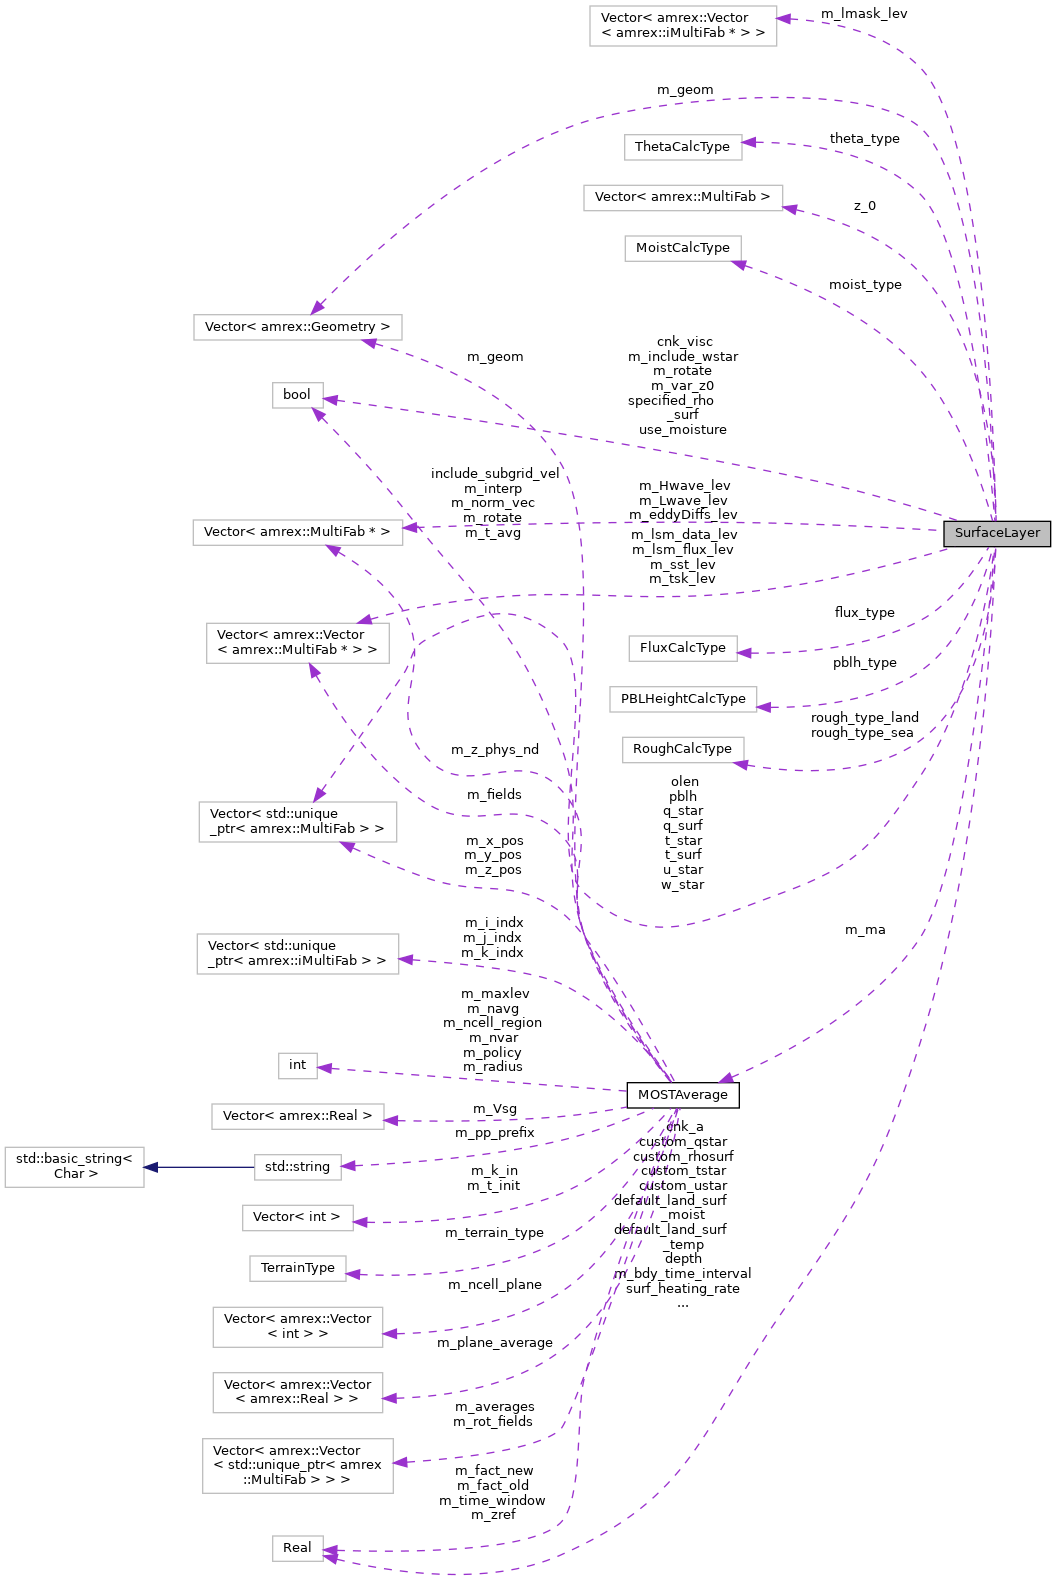 Vector< amrex::Vector
< amrex::iMultiFab * > >
m_lmask_lev
m_geom
ThetaCalcType
theta_type
Vector< amrex::MultiFab >
z_0
MoistCalcType
moist_type
Vector< amrex::Geometry >
m_geom
cnk_visc
m_include_wstar
m_rotate
m_var_z0
specified_rho
_surf
use_moisture
bool
include_subgrid_vel
m_interp
m_norm_vec
m_rotate
m_t_avg
m_Hwave_lev
m_Lwave_lev
m_eddyDiffs_lev
Vector< amrex::MultiFab * >
SurfaceLayer
m_lsm_data_lev
m_lsm_flux_lev
m_sst_lev
m_tsk_lev
Vector< amrex::Vector
< amrex::MultiFab * > >
flux_type
FluxCalcType
pblh_type
PBLHeightCalcType
rough_type_land
rough_type_sea
RoughCalcType
m_z_phys_nd
m_fields
olen
pblh
q_star
q_surf
t_star
t_surf
u_star
w_star
Vector< std::unique
_ptr< amrex::MultiFab > >
m_x_pos
m_y_pos
m_z_pos
m_i_indx
m_j_indx
m_k_indx
Vector< std::unique
_ptr< amrex::iMultiFab > >
m_ma
m_maxlev
m_navg
m_ncell_region
m_nvar
m_policy
m_radius
int
MOSTAverage
Vector< amrex::Real >
m_Vsg
m_pp_prefix
std::basic_string<
Char >
std::string
m_k_in
m_t_init
Vector< int >
cnk_a
custom_qstar
custom_rhosurf
custom_tstar
custom_ustar
default_land_surf
_moist
default_land_surf
_temp
depth
m_bdy_time_interval
surf_heating_rate
...
m_terrain_type
TerrainType
m_ncell_plane
Vector< amrex::Vector
< int > >
m_plane_average
Vector< amrex::Vector
< amrex::Real > >
m_averages
m_rot_fields
Vector< amrex::Vector
< std::unique_ptr< amrex
::MultiFab > > >
m_fact_new
m_fact_old
m_time_window
m_zref
Real